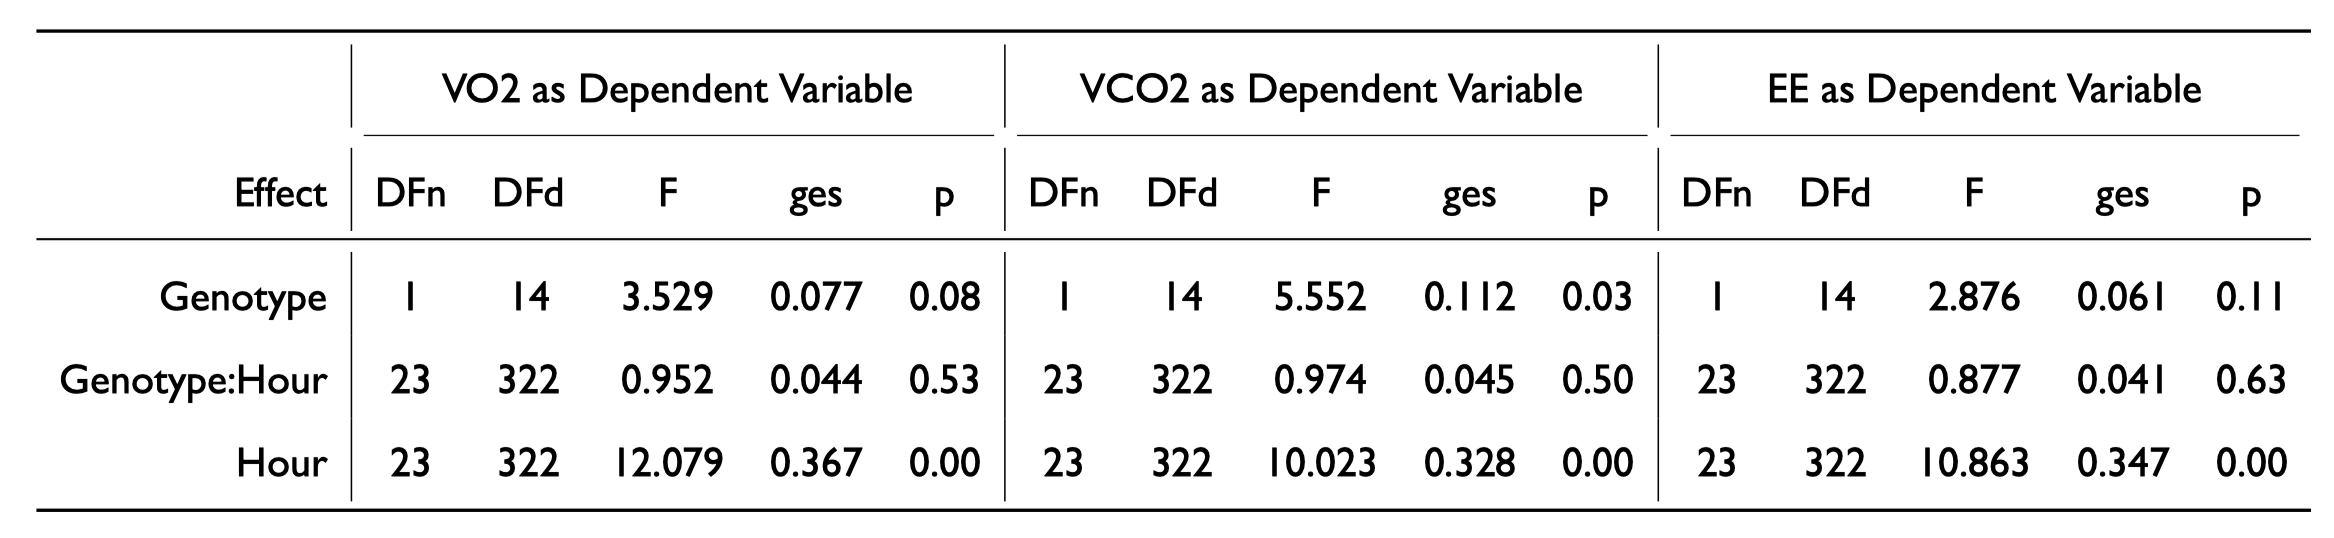 VO2 as Dependent Variable VCO2 as Dependent Variable EE as Dependent Variable
Effect DFn DFd F ges p DFn DFd F ges p DFn DFd F ges p
Genotype 1 14 3.529 0.077 0.08 1 14 5.552 0.112 0.03 1 14 2.876 0.061 0.11
Genotype:Hour 23 322 0.952 0.044 0.53 23 322 0.974 0.045 0.50 23 322 0.877 0.041 0.63
Hour 23 322 12.079 0.367 0.00 23 322 10.023 0.328 0.00 23 322 10.863 0.347 0.00